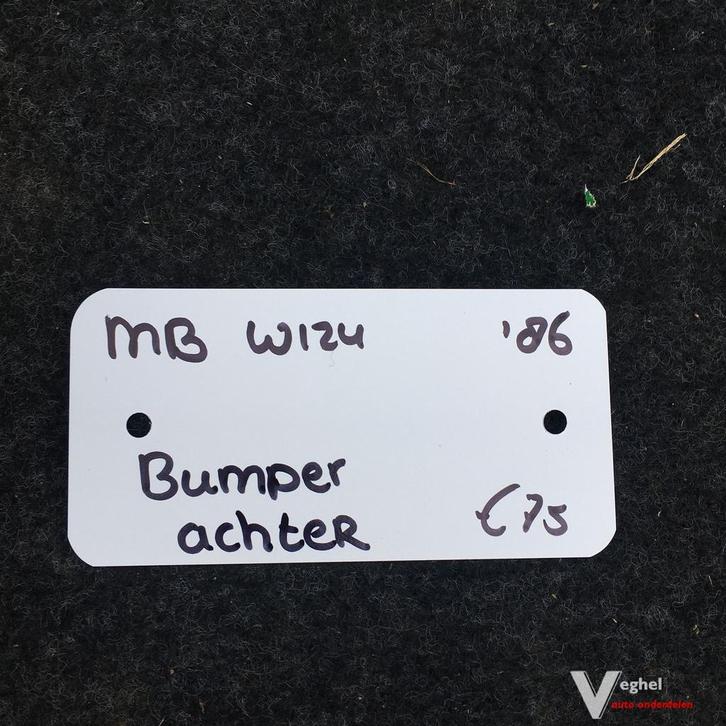 MB W124 '86
Bumper
achter €75
Veghel
auto onderdelen